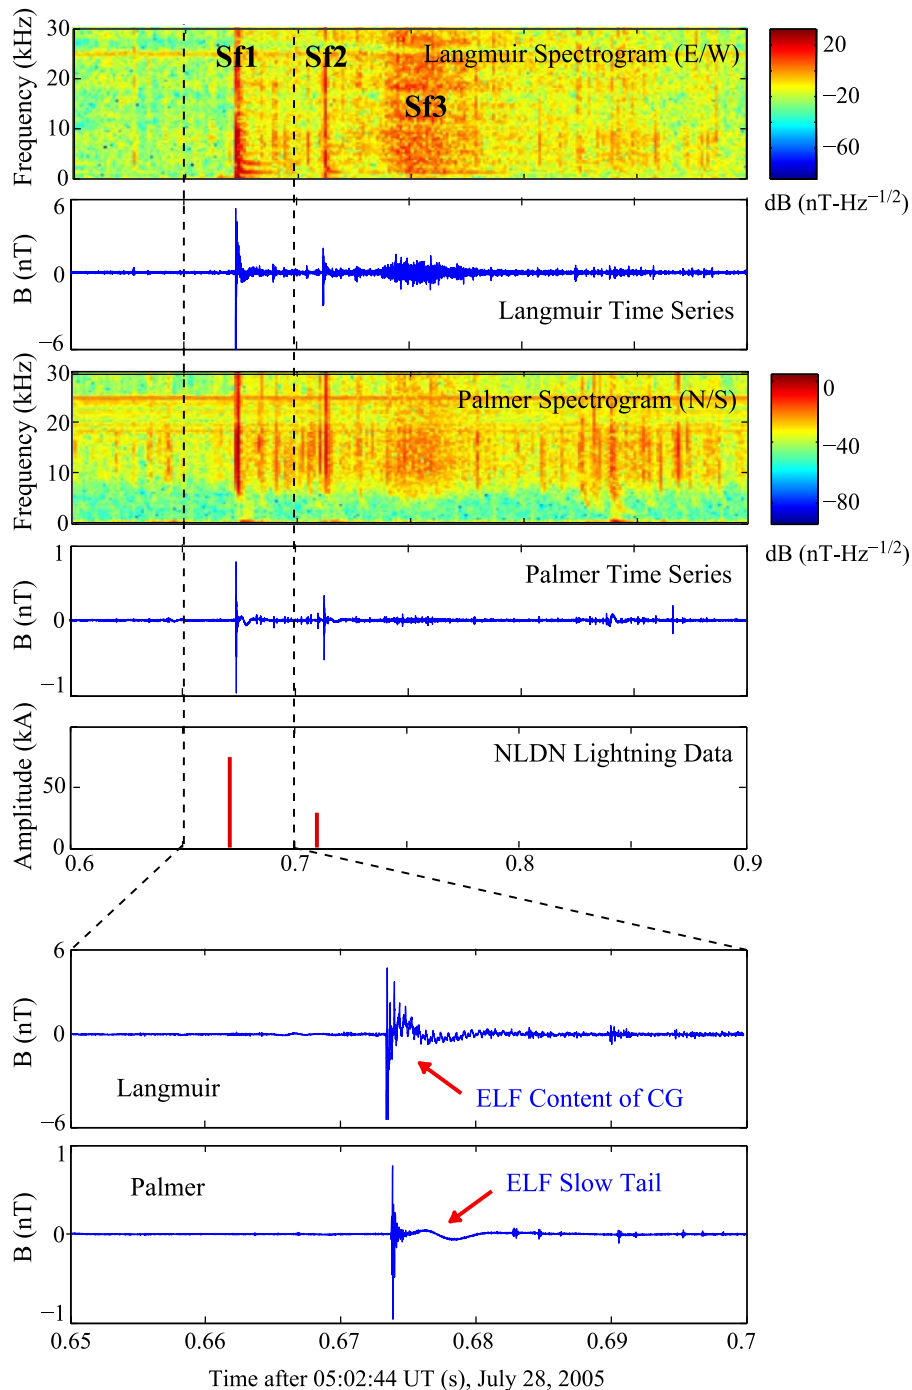 Frequency (kHz)
30
20
10
0
Sf1
Sf2
Sf3
Langmuir Spectrogram (E/W)
20
−20
−60
dB (nT-Hz−1/2)
B (nT)
6
0
−6
Langmuir Time Series
Frequency (kHz)
30
20
10
0
Palmer Spectrogram (N/S)
0
−40
−80
dB (nT-Hz−1/2)
B (nT)
1
0
−1
Palmer Time Series
Amplitude (kA)
50
0
NLDN Lightning Data
0.6
0.7
0.8
0.9
B (nT)
6
0
−6
Langmuir
ELF Content of CG
B (nT)
1
0
−1
Palmer
ELF Slow Tail
0.65
0.66
0.67
0.68
0.69
0.7
Time after 05:02:44 UT (s), July 28, 2005